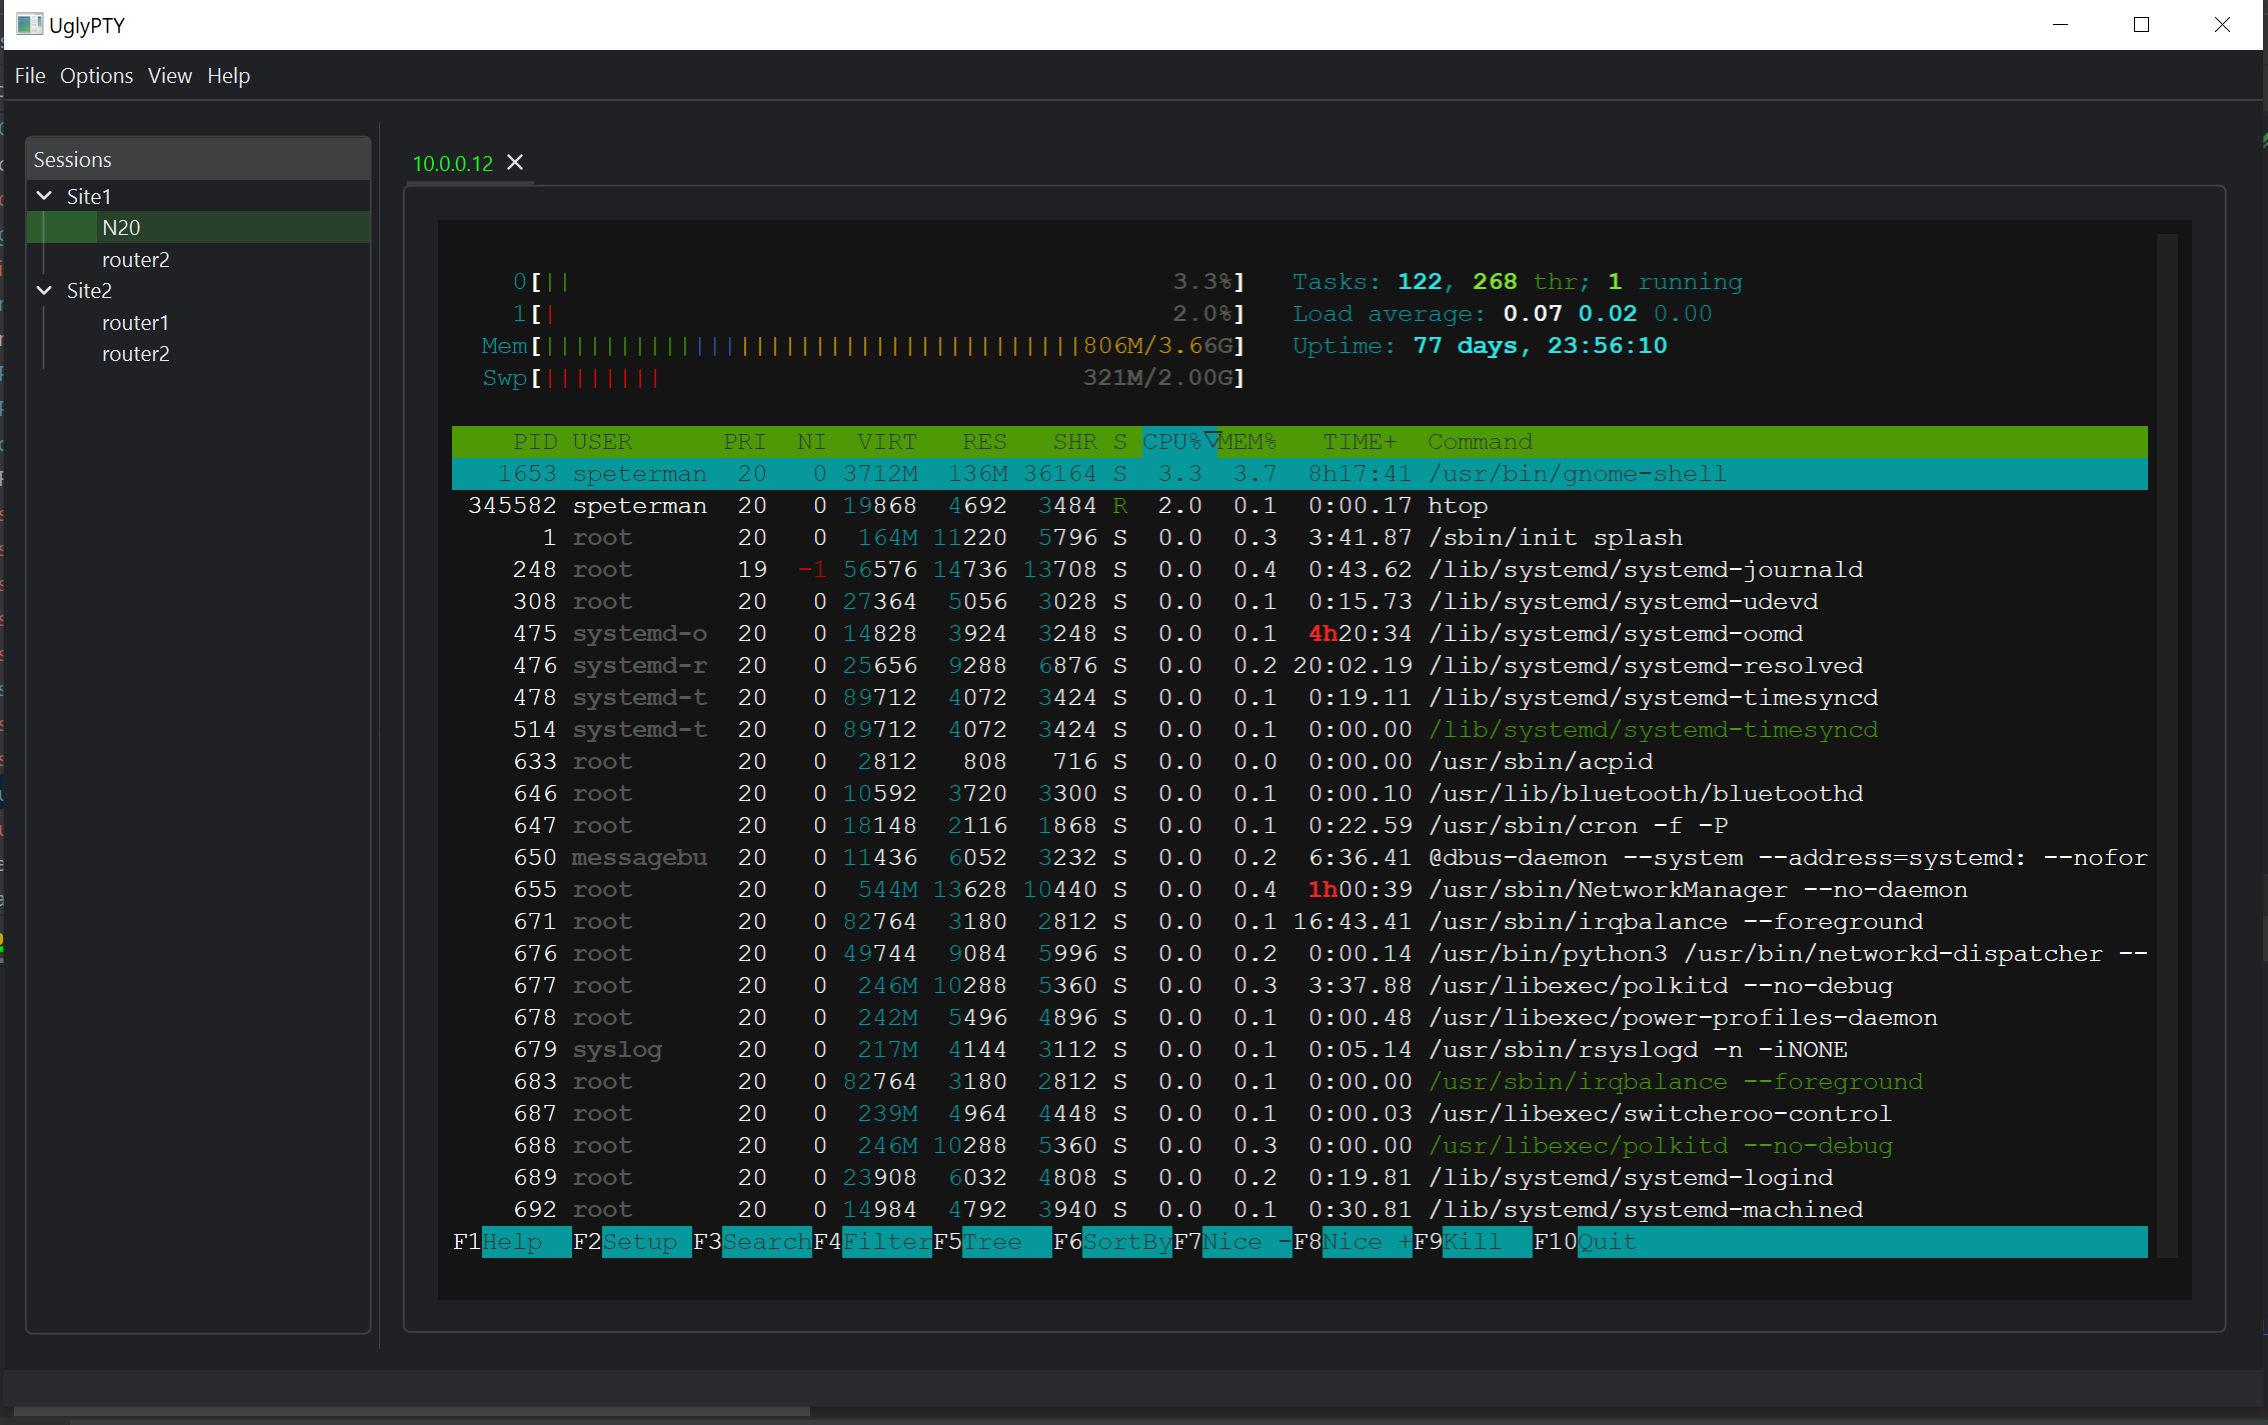 UglyPTY
File Options View Help
Sessions
Site1
N20
router2
Site2
router1
router2
10.0.0.12
0[|| 3.3%] Tasks: 122, 268 thr; 1 running
1[| 2.0%] Load average: 0.07 0.02 0.00
Mem[||||||||||||||||||||||||||||||||||||806M/3.66G] Uptime: 77 days, 23:56:10
Swp[|||||||| 321M/2.00G]
PID USER PRI NI VIRT RES SHR S CPU%▽MEM% TIME+ Command
1653 speterman 20 0 3712M 136M 36164 S 3.3 3.7 8h17:41 /usr/bin/gnome-shell
345582 speterman 20 0 19868 4692 3484 R 2.0 0.1 0:00.17 htop
1 root 20 0 164M 11220 5796 S 0.0 0.3 3:41.87 /sbin/init splash
248 root 19 -1 56576 14736 13708 S 0.0 0.4 0:43.62 /lib/systemd/systemd-journald
308 root 20 0 27364 5056 3028 S 0.0 0.1 0:15.73 /lib/systemd/systemd-udevd
475 systemd-o 20 0 14828 3924 3248 S 0.0 0.1 4h20:34 /lib/systemd/systemd-oomd
476 systemd-r 20 0 25656 9288 6876 S 0.0 0.2 20:02.19 /lib/systemd/systemd-resolved
478 systemd-t 20 0 89712 4072 3424 S 0.0 0.1 0:19.11 /lib/systemd/systemd-timesyncd
514 systemd-t 20 0 89712 4072 3424 S 0.0 0.1 0:00.00 /lib/systemd/systemd-timesyncd
633 root 20 0 2812 808 716 S 0.0 0.0 0:00.00 /usr/sbin/acpid
646 root 20 0 10592 3720 3300 S 0.0 0.1 0:00.10 /usr/lib/bluetooth/bluetoothd
647 root 20 0 18148 2116 1868 S 0.0 0.1 0:22.59 /usr/sbin/cron -f -P
650 messagebu 20 0 11436 6052 3232 S 0.0 0.2 6:36.41 @dbus-daemon --system --address=systemd: --nofor
655 root 20 0 544M 13628 10440 S 0.0 0.4 1h00:39 /usr/sbin/NetworkManager --no-daemon
671 root 20 0 82764 3180 2812 S 0.0 0.1 16:43.41 /usr/sbin/irqbalance --foreground
676 root 20 0 49744 9084 5996 S 0.0 0.2 0:00.14 /usr/bin/python3 /usr/bin/networkd-dispatcher --
677 root 20 0 246M 10288 5360 S 0.0 0.3 3:37.88 /usr/libexec/polkitd --no-debug
678 root 20 0 242M 5496 4896 S 0.0 0.1 0:00.48 /usr/libexec/power-profiles-daemon
679 syslog 20 0 217M 4144 3112 S 0.0 0.1 0:05.14 /usr/sbin/rsyslogd -n -iNONE
683 root 20 0 82764 3180 2812 S 0.0 0.1 0:00.00 /usr/sbin/irqbalance --foreground
687 root 20 0 239M 4964 4448 S 0.0 0.1 0:00.03 /usr/libexec/switcheroo-control
688 root 20 0 246M 10288 5360 S 0.0 0.3 0:00.00 /usr/libexec/polkitd --no-debug
689 root 20 0 23908 6032 4808 S 0.0 0.2 0:19.81 /lib/systemd/systemd-logind
692 root 20 0 14984 4792 3940 S 0.0 0.1 0:30.81 /lib/systemd/systemd-machined
F1Help F2Setup F3SearchF4FilterF5Tree F6SortByF7Nice -F8Nice +F9Kill F10Quit